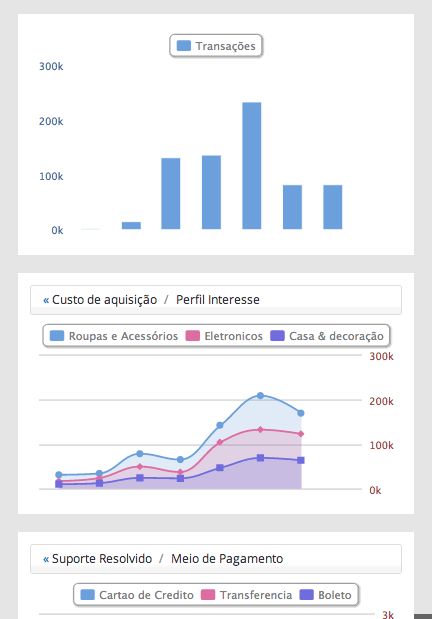 Transações
300k
200k
100k
0k
« Custo de aquisição / Perfil Interesse
Roupas e Acessórios Eletronicos Casa & decoração
300k
200k
100k
0k
« Suporte Resolvido / Meio de Pagamento
Cartao de Credito Transferencia Boleto
3k